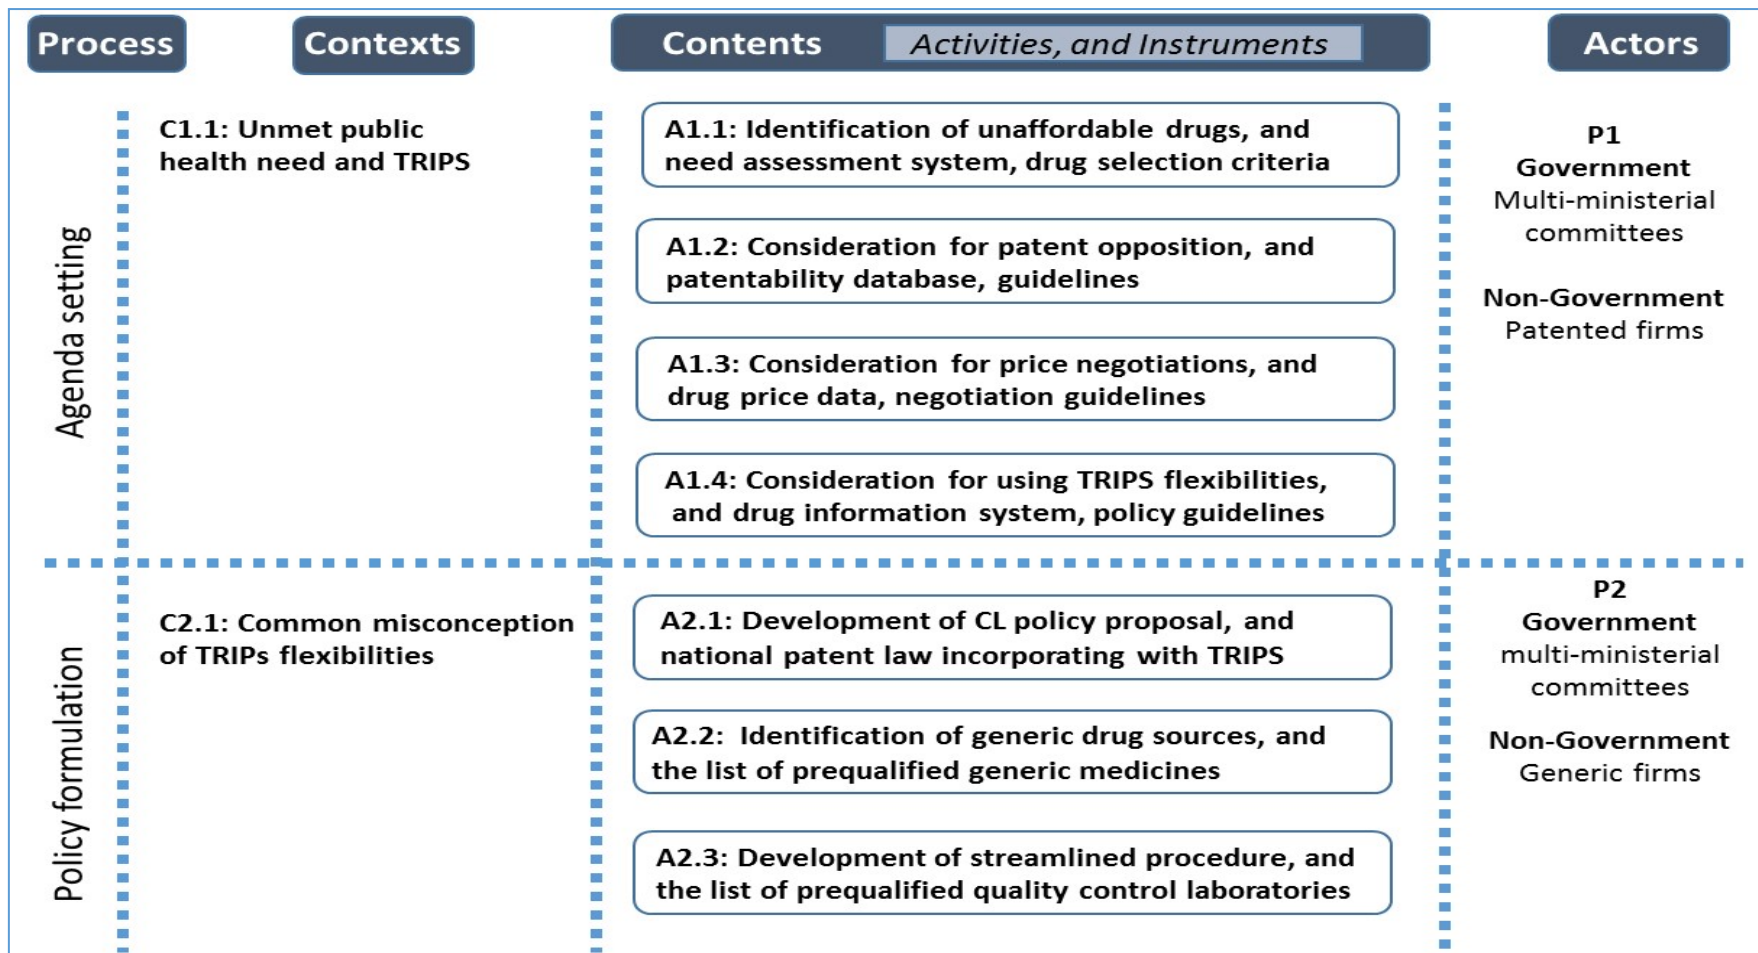 Process
Contexts
Contents
Activities, and Instruments
Actors
Agenda setting
C1.1: Unmet public
health need and TRIPS
A1.1: Identification of unaffordable drugs, and
need assessment system, drug selection criteria
A1.2: Consideration for patent opposition, and
patentability database, guidelines
A1.3: Consideration for price negotiations, and
drug price data, negotiation guidelines
A1.4: Consideration for using TRIPS flexibilities,
and drug information system, policy guidelines
P1
Government
Multi-ministerial
committees
Non-Government
Patented firms
Policy formulation
C2.1: Common misconception
of TRIPs flexibilities
A2.1: Development of CL policy proposal, and
national patent law incorporating with TRIPS
A2.2: Identification of generic drug sources, and
the list of prequalified generic medicines
A2.3: Development of streamlined procedure, and
the list of prequalified quality control laboratories
P2
Government
multi-ministerial
committees
Non-Government
Generic firms